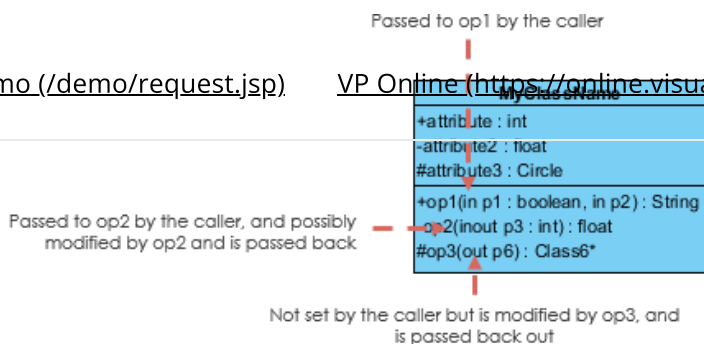 Passed to op1 by the caller
mo (/demo/request.jsp) VP Online (https://online.visua
MyClassName
+attribute : int
-attribute2 : float
#attribute3 : Circle
+op1(in p1 : boolean, in p2) : String
-op2(inout p3 : int) : float
#op3(out p6) : Class6*
Passed to op2 by the caller, and possibly
modified by op2 and is passed back
Not set by the caller but is modified by op3, and
is passed back out